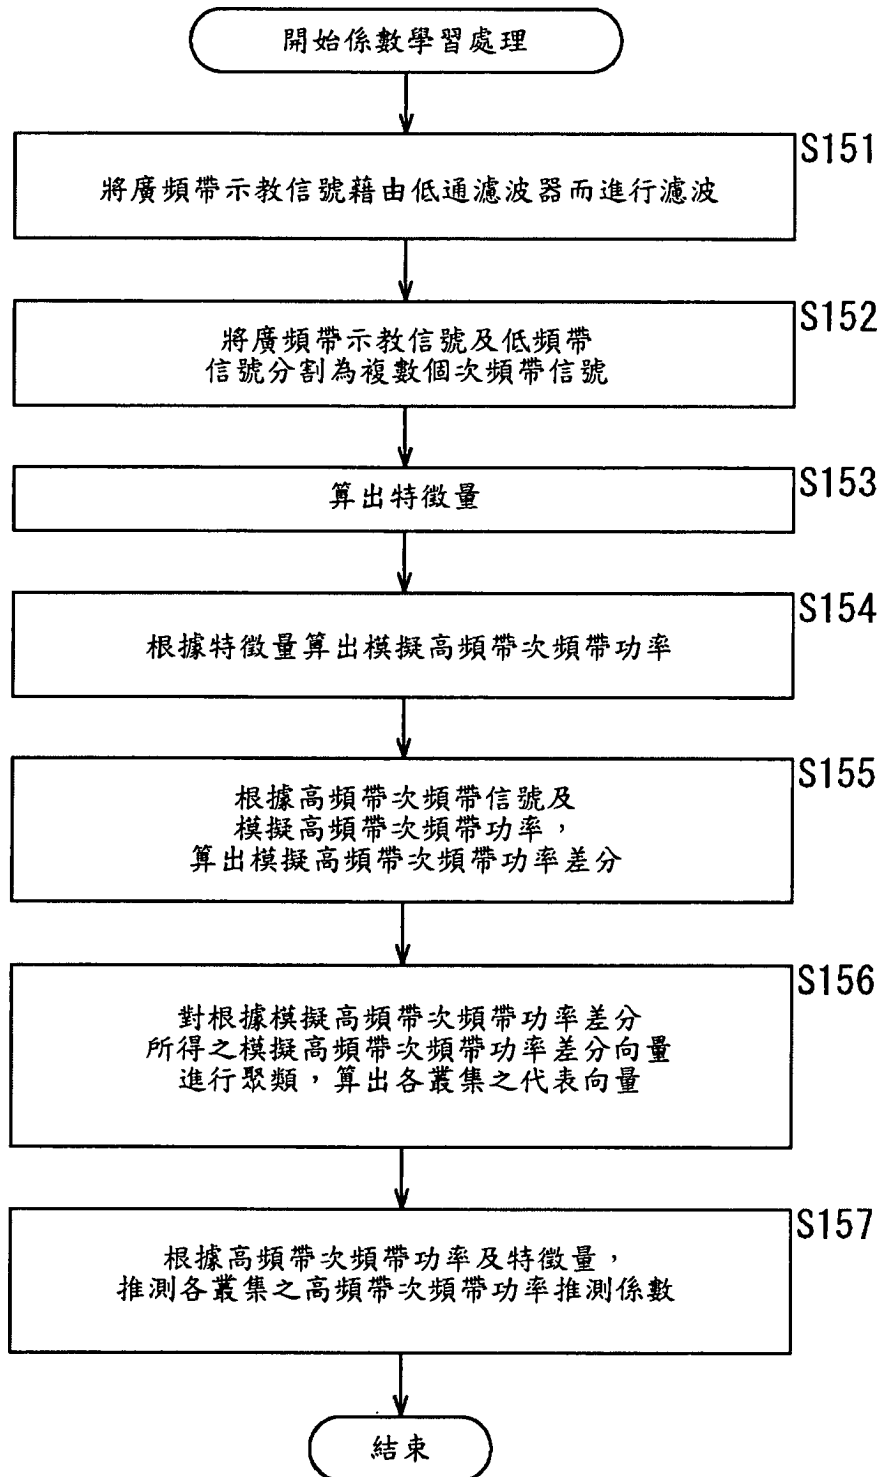 開始係數學習處理
S151
將廣頻帶示教信號藉由低通濾波器而進行濾波
S152
將廣頻帶示教信號及低頻帶
信號分割為複數個次頻帶信號
S153
算出特徵量
S154
根據特徵量算出模擬高頻帶次頻帶功率
S155
根據高頻帶次頻帶信號及
模擬高頻帶次頻帶功率，
算出模擬高頻帶次頻帶功率差分
S156
對根據模擬高頻帶次頻帶功率差分
所得之模擬高頻帶次頻帶功率差分向量
進行聚類，算出各叢集之代表向量
S157
根據高頻帶次頻帶功率及特徵量，
推測各叢集之高頻帶次頻帶功率推測係數
結束